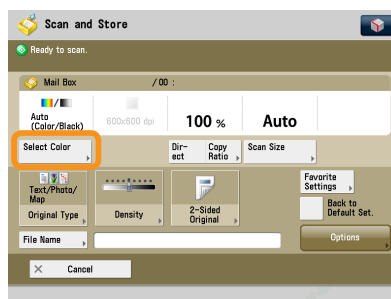 Scan and Store
Ready to scan.
Mail Box / 00 :
Auto
(Color/Black)
600x600 dpi
100 %
Auto
Select Color
Dir-
ect
Copy
Ratio
Scan Size
Text/Photo/
Map
Original Type
Density
2-Sided
Original
Favorite
Settings
Back to
Default Set.
File Name
Options
Cancel